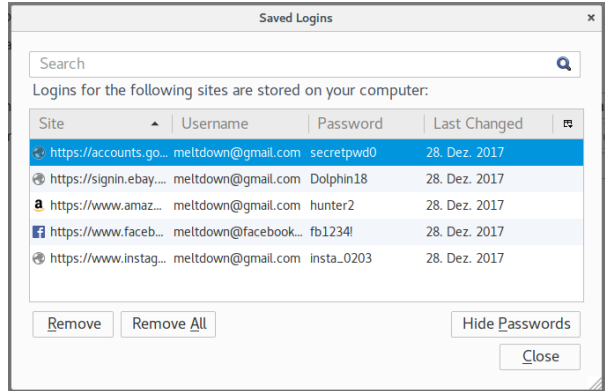 Saved Logins
Search
Logins for the following sites are stored on your computer:
Site Username Password Last Changed
https://accounts.go... meltdown@gmail.com secretpwd0 28. Dez. 2017
https://signin.ebay.... meltdown@gmail.com Dolphin18 28. Dez. 2017
https://www.amaz... meltdown@gmail.com hunter2 28. Dez. 2017
https://www.faceb... meltdown@facebook... fb1234! 28. Dez. 2017
https://www.instag... meltdown@gmail.com insta_0203 28. Dez. 2017
Remove Remove All Hide Passwords
Close